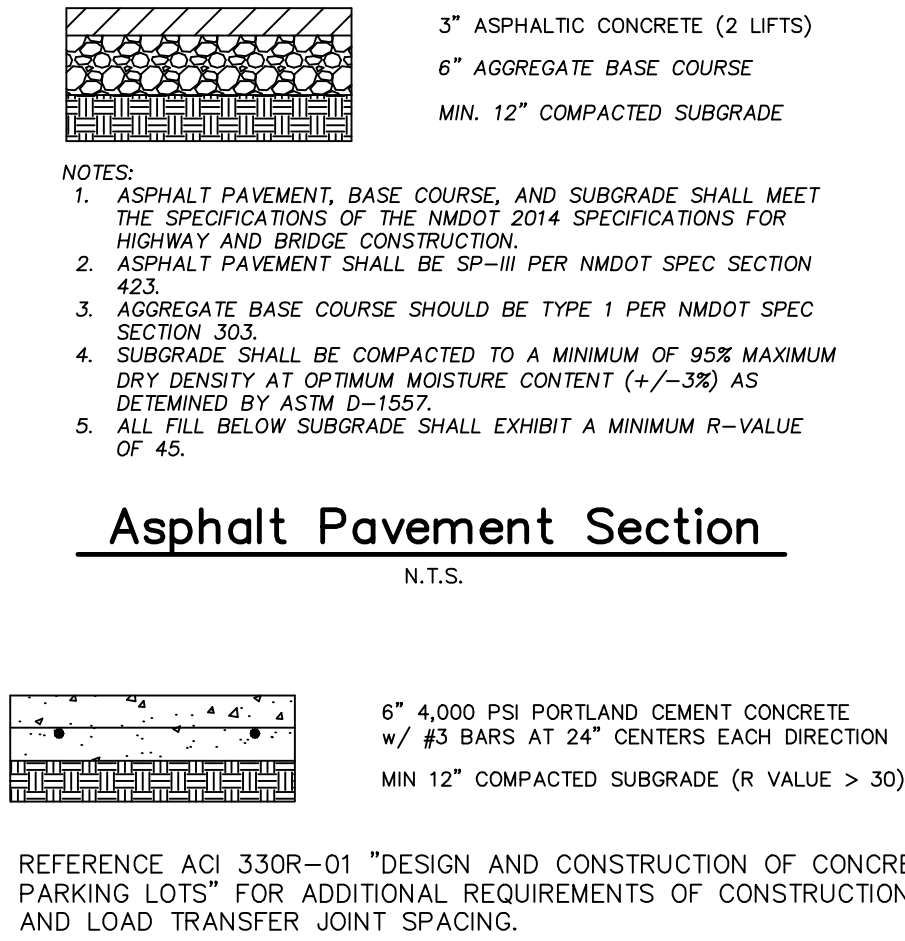 3" ASPHALTIC CONCRETE (2 LIFTS)
6" AGGREGATE BASE COURSE
MIN. 12" COMPACTED SUBGRADE
NOTES:
1. ASPHALT PAVEMENT, BASE COURSE, AND SUBGRADE SHALL MEET
THE SPECIFICATIONS OF THE NMDOT 2014 SPECIFICATIONS FOR
HIGHWAY AND BRIDGE CONSTRUCTION.
2. ASPHALT PAVEMENT SHALL BE SP-III PER NMDOT SPEC SECTION
423.
3. AGGREGATE BASE COURSE SHOULD BE TYPE 1 PER NMDOT SPEC
SECTION 303.
4. SUBGRADE SHALL BE COMPACTED TO A MINIMUM OF 95% MAXIMUM
DRY DENSITY AT OPTIMUM MOISTURE CONTENT (+/-3%) AS
DETEMINED BY ASTM D-1557.
5. ALL FILL BELOW SUBGRADE SHALL EXHIBIT A MINIMUM R-VALUE
OF 45.
Asphalt Pavement Section
N.T.S.
6" 4,000 PSI PORTLAND CEMENT CONCRETE
w/ #3 BARS AT 24" CENTERS EACH DIRECTION
MIN 12" COMPACTED SUBGRADE (R VALUE > 30)
REFERENCE ACI 330R-01 "DESIGN AND CONSTRUCTION OF
PARKING LOTS" FOR ADDITIONAL REQUIREMENTS OF CONSTRUCTION
AND LOAD TRANSFER JOINT SPACING.